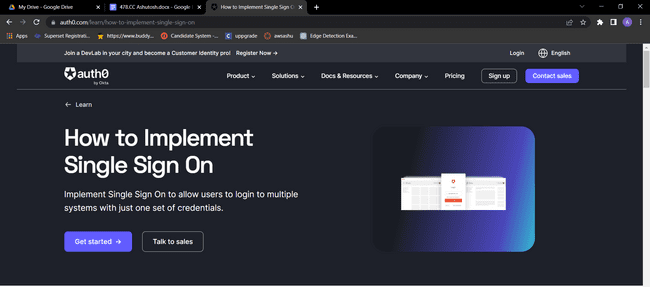 My Drive - Google Drive
478.CC Ashutosh.docx - Google
How to Implement Single Sign O
auth0.com/learn/how-to-implement-single-sign-on
Apps Superset Registrati... https://www.buddy... Candidate System -... uppgrade awsashu Edge Detection Exa...
Join a DevLab in your city and become a Customer Identity pro! Register Now → Login English
auth0
by Okta
Product Solutions Docs & Resources Company Pricing Sign up Contact sales
← Learn
How to Implement
Single Sign On
Implement Single Sign On to allow users to login to multiple
systems with just one set of credentials.
Get started → Talk to sales